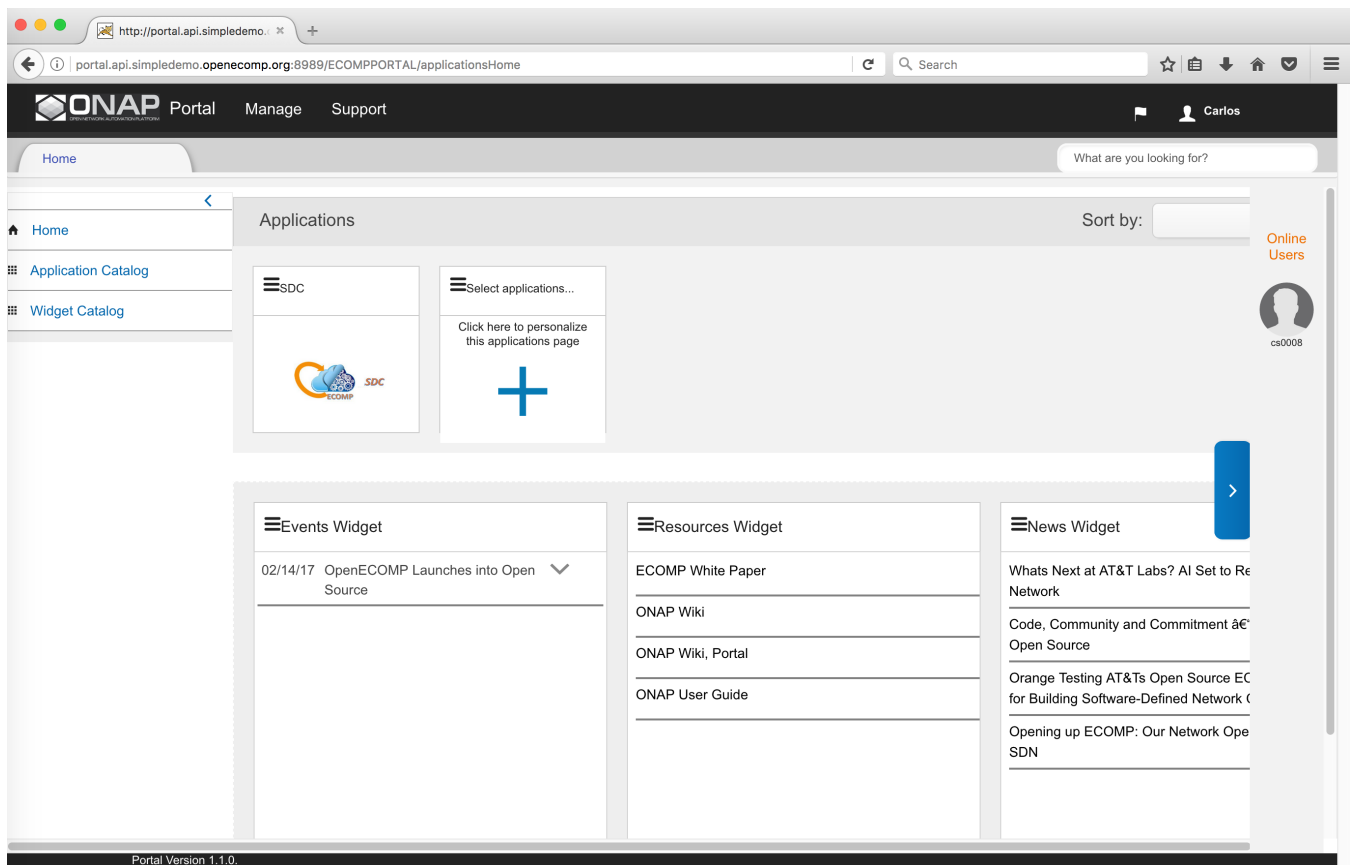 http://portal.api.simpledemo.
portal.api.simpledemo.openecomp.org:8989/ECOMPPORTAL/applicationsHome
Search
ONAP Portal Manage Support
OPEN NETWORK AUTOMATION PLATFORM
Carlos
Home
What are you looking for?
Home
Application Catalog
Widget Catalog
Applications
Sort by:
Online
Users
cs0008
SDC
SDC
ECOMP
Select applications...
Click here to personalize
this applications page
Events Widget
02/14/17 OpenECOMP Launches into Open
Source
Resources Widget
ECOMP White Paper
ONAP Wiki
ONAP Wiki, Portal
ONAP User Guide
News Widget
Whats Next at AT&T Labs? AI Set to Re
Network
Code, Community and Commitment â€“
Open Source
Orange Testing AT&Ts Open Source EC
for Building Software-Defined Network
Opening up ECOMP: Our Network Ope
SDN
Portal Version 1.1.0.